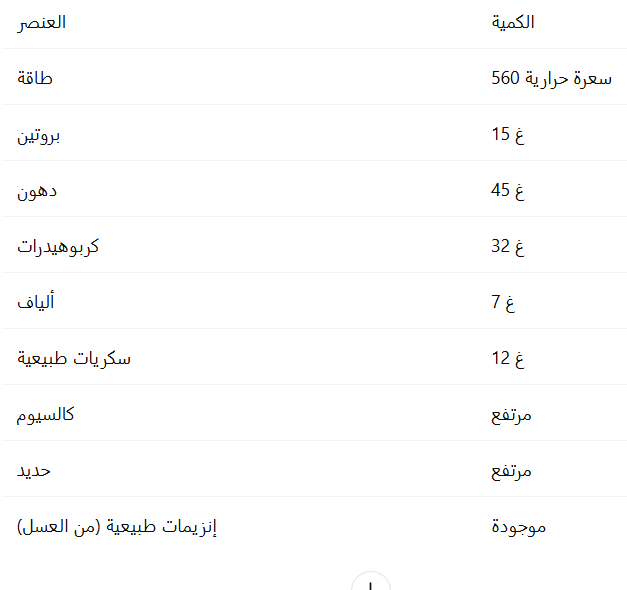 العنصر	الكمية
طاقة	560 سعرة حرارية
بروتين	15 غ
دهون	45 غ
كربوهيدرات	32 غ
ألياف	7 غ
سكريات طبيعية	12 غ
كالسيوم	مرتفع
حديد	مرتفع
إنزيمات طبيعية (من العسل)	موجودة